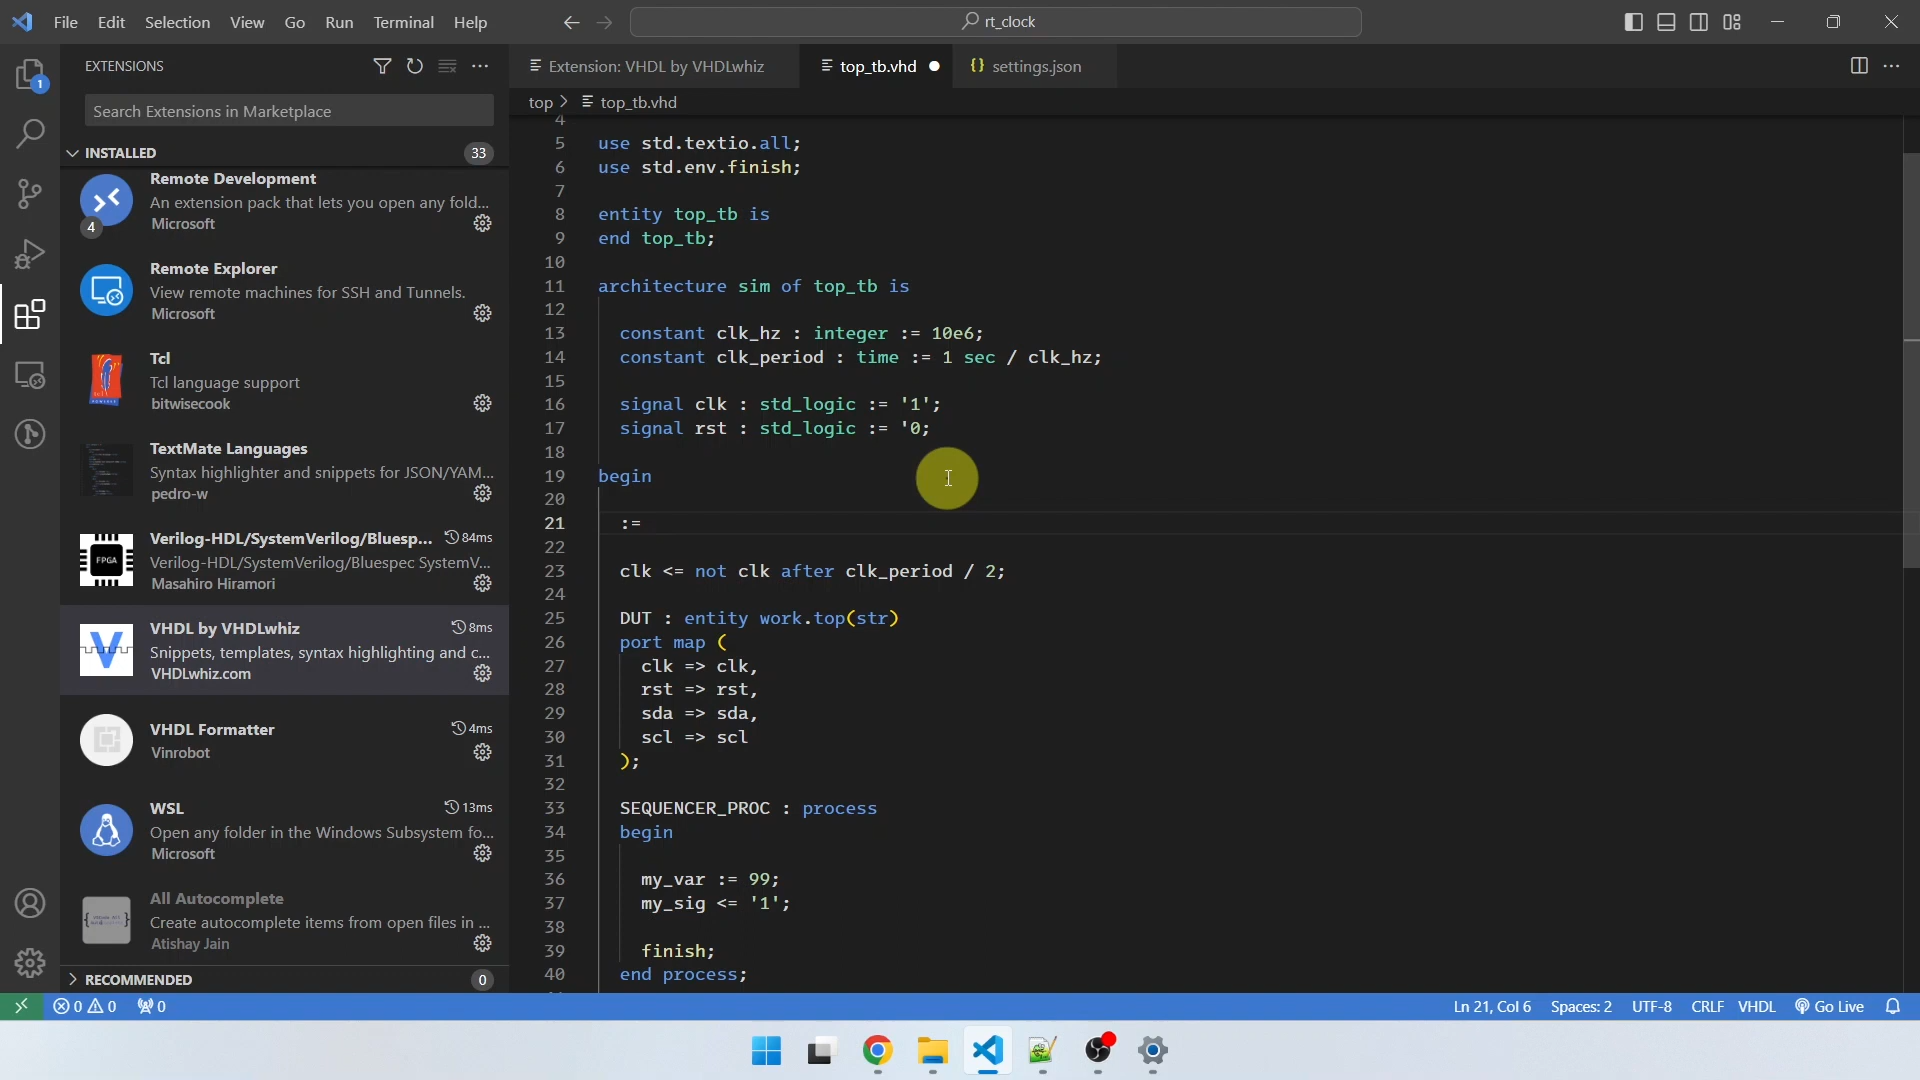 File Edit Selection View Go Run Terminal Help
rt_clock
EXTENSIONS
Search Extensions in Marketplace
INSTALLED 33
Remote Development
An extension pack that lets you open any fold...
Microsoft
4
Remote Explorer
View remote machines for SSH and Tunnels.
Microsoft
Tcl
Tcl language support
bitwisecook
TextMate Languages
Syntax highlighter and snippets for JSON/YAM...
pedro-w
Verilog-HDL/SystemVerilog/Bluesp... 84ms
Verilog-HDL/SystemVerilog/Bluespec SystemV...
Masahiro Hiramori
FPGA
VHDL by VHDLwhiz 8ms
Snippets, templates, syntax highlighting and c...
VHDLwhiz.com
VHDL Formatter 4ms
Vinrobot
WSL 13ms
Open any folder in the Windows Subsystem fo...
Microsoft
All Autocomplete
Create autocomplete items from open files in ...
Atishay Jain
RECOMMENDED 0
1
Extension: VHDL by VHDLwhiz top_tb.vhd settings.json
top > top_tb.vhd
4
5 use std.textio.all;
6 use std.env.finish;
7
8 entity top_tb is
9 end top_tb;
10
11 architecture sim of top_tb is
12
13 constant clk_hz : integer := 10e6;
14 constant clk_period : time := 1 sec / clk_hz;
15
16 signal clk : std_logic := '1';
17 signal rst : std_logic := '0;
18
19 begin
20
21 :=
22
23 clk <= not clk after clk_period / 2;
24
25 DUT : entity work.top(str)
26 port map (
27 clk => clk,
28 rst => rst,
29 sda => sda,
30 scl => scl
31 );
32
33 SEQUENCER_PROC : process
34 begin
35
36 my_var := 99;
37 my_sig <= '1';
38
39 finish;
40 end process;
0 0 0
Ln 21, Col 6 Spaces: 2 UTF-8 CRLF VHDL Go Live